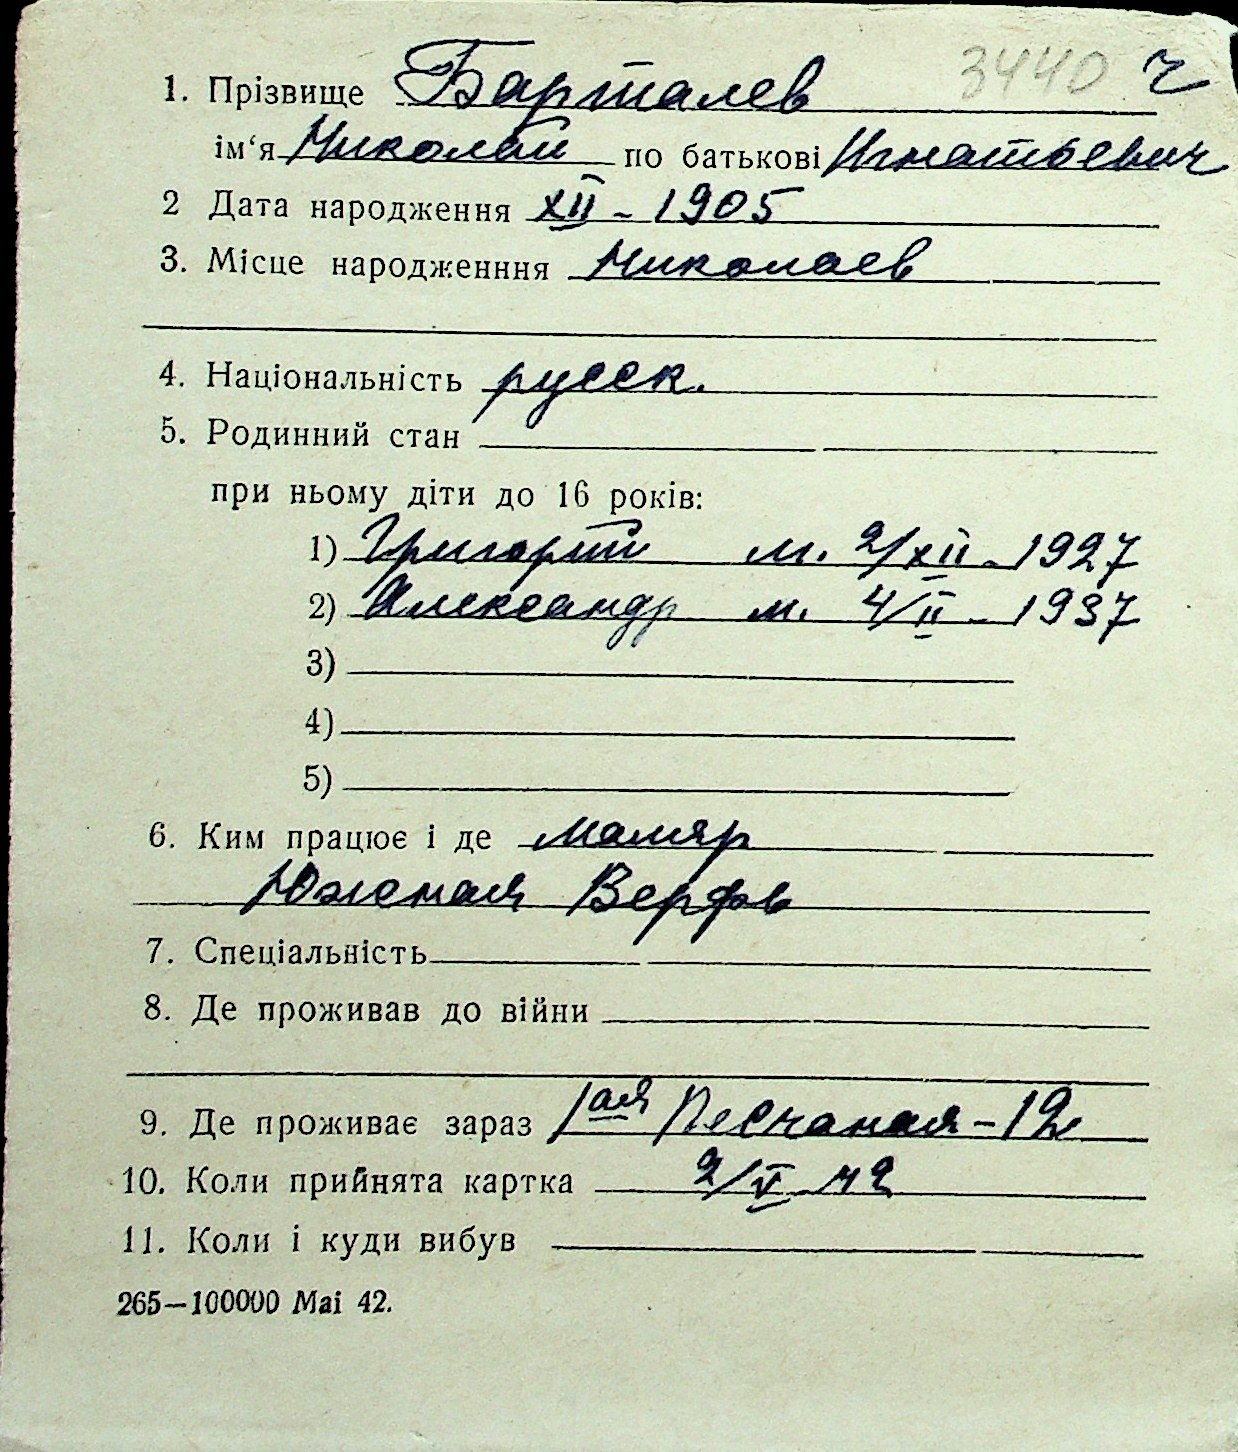 3440 ч
1. Прізвище Барталев
ім‘я Николай по батькові Игнатьевич
2 Дата народження XII - 1905
3. Місце народженння Николаев
4. Національність русск.
5. Родинний стан
при ньому діти до 16 років:
1) Григорий м. 2/XII - 1927
2) Александр м. 4/II - 1937
3)
4)
5)
6. Ким працює і де маляр
Южная Верфь
7. Спеціальність
8. Де проживав до війни
9. Де проживає зараз 1ая Песчаная - 12
10. Коли прийнята картка 2/V 42
11. Коли і куди вибув
265—100000 Mai 42.